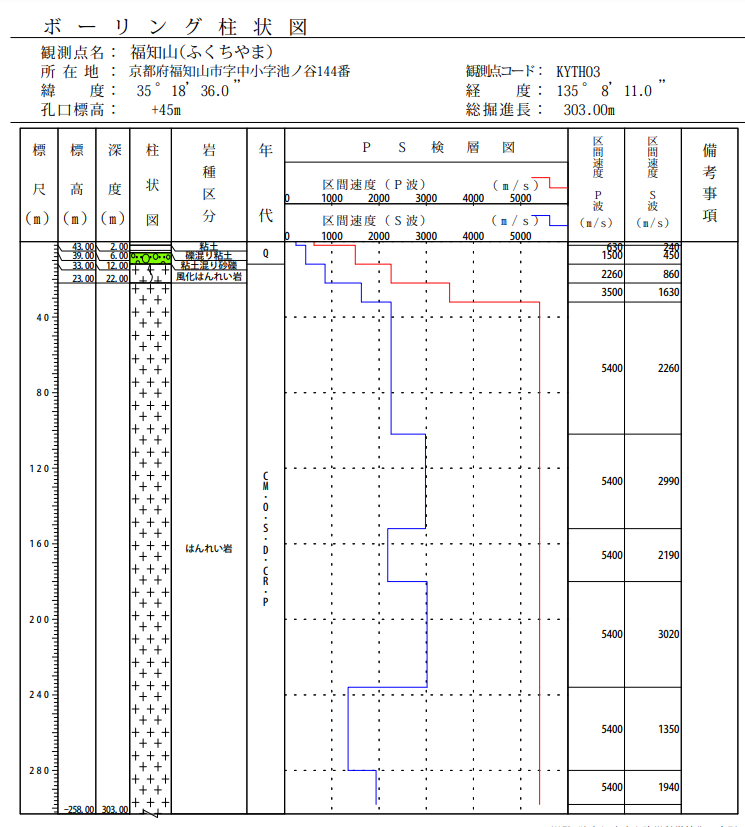 ボーリング柱状図
観測点名： 福知山(ふくちやま)
所在地： 京都府福知山市字中小字池ノ谷144番 観測点コード： KYTH03
緯度： 35° 18′ 36.0″ 経度： 135° 8′ 11.0″
孔口標高： +45m 総掘進長： 303.00m
標尺(m) 標高(m) 深度(m) 柱状図 岩種区分 年代 PS検層図 区間速度 P波(m/s) 区間速度 S波(m/s) 備考事項
区間速度(P波) (m/s)
0 1000 2000 3000 4000 5000
区間速度(S波) (m/s)
0 1000 2000 3000 4000 5000
43.00 2.00 粘土 630 240
39.00 6.00 礫混り粘土 Q 1500 450
33.00 12.00 粘土混り砂礫
23.00 22.00 風化はんれい岩 2260 860
3500 1630
40
5400 2260
80
120
5400 2990
CM・O・S・D・CR・P
160 はんれい岩
5400 2190
200
5400 3020
240
5400 1350
280
5400 1940
-258.00 303.00